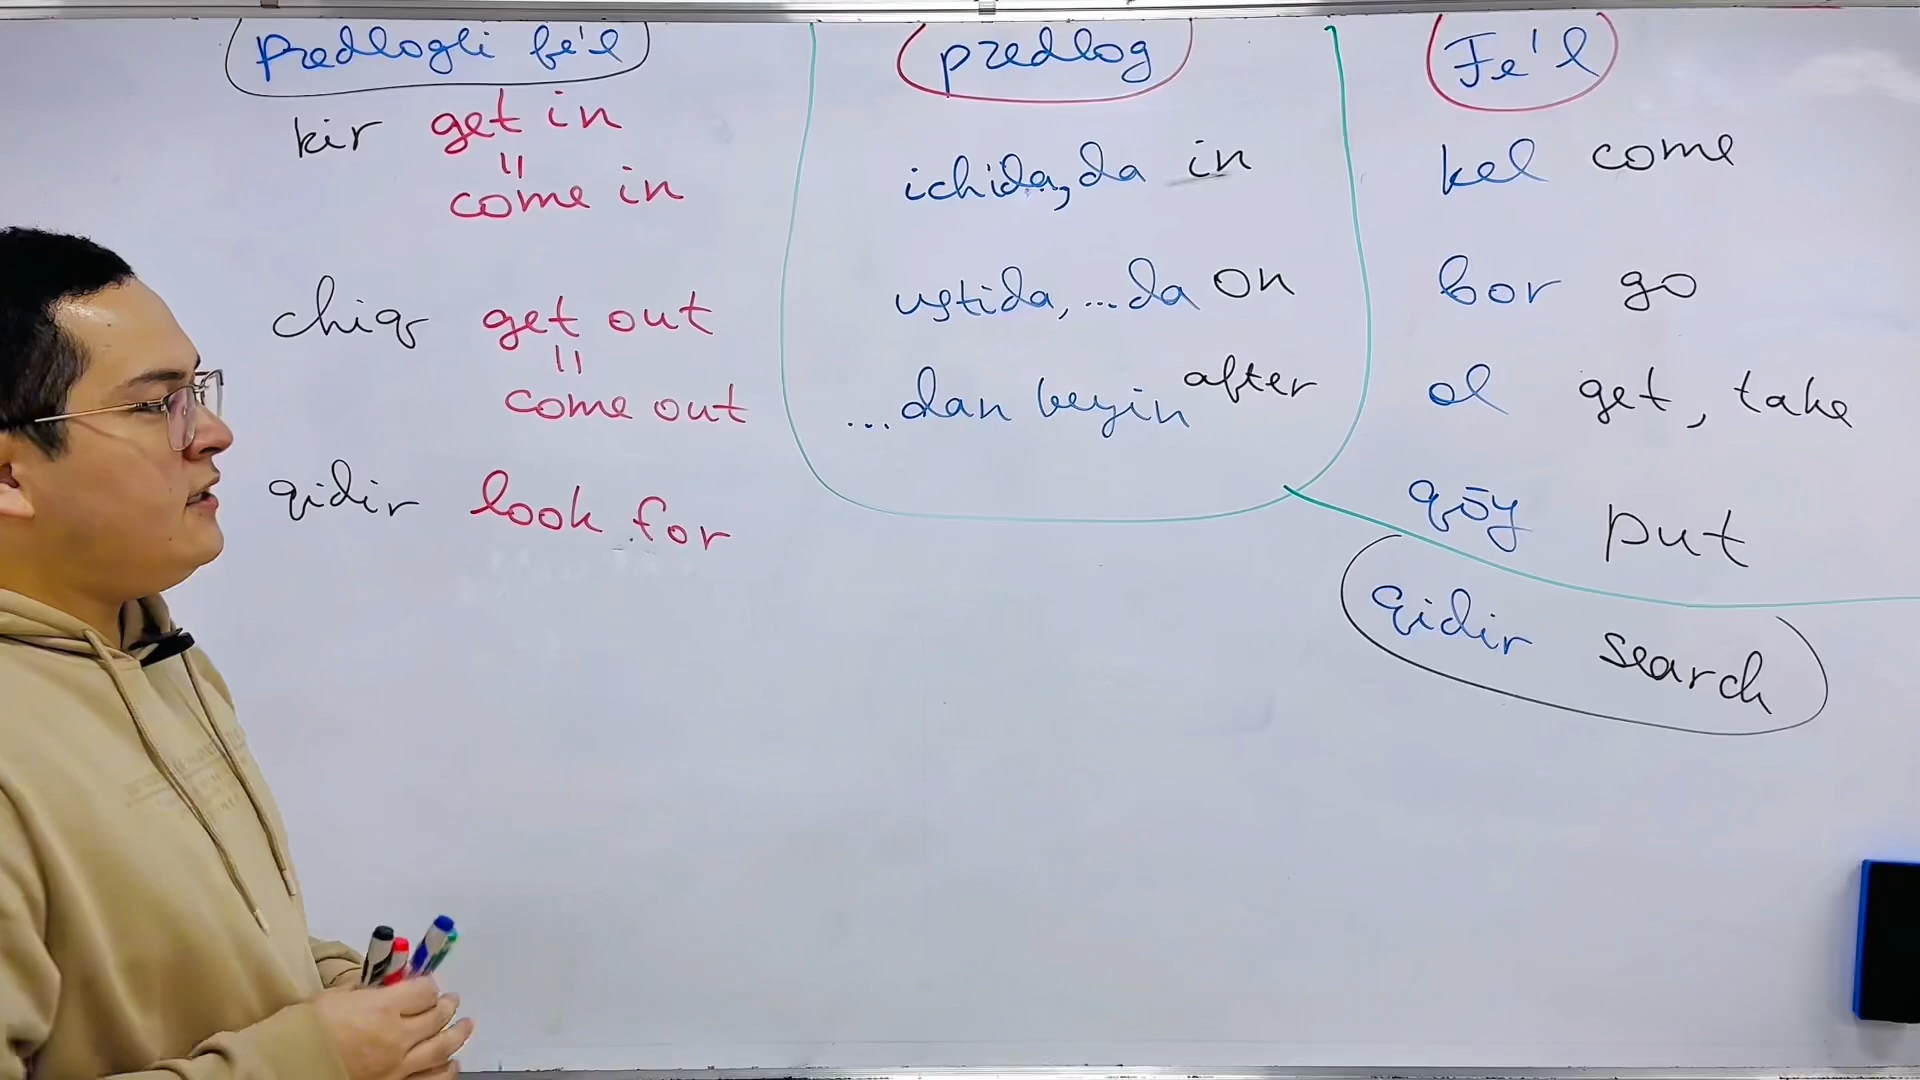 Predlogli fe'l
kir get in
=
come in
chiq get out
=
come out
qidir look for
predlog
ichida, da in
ustida, ...da on
...dan keyin after
Fe'l
kel come
bor go
ol get, take
qōy put
qidir search